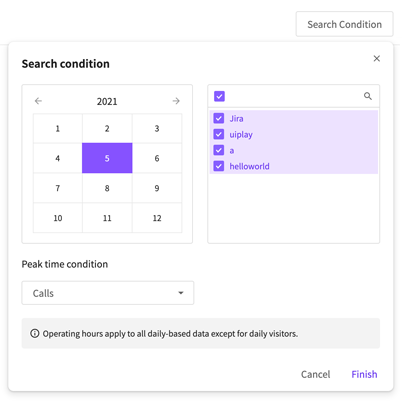 Search Condition
Search condition
2021
1 2 3
4 5 6
7 8 9
10 11 12
Jira
uiplay
a
helloworld
Peak time condition
Calls
Operating hours apply to all daily-based data except for daily visitors.
Cancel Finish